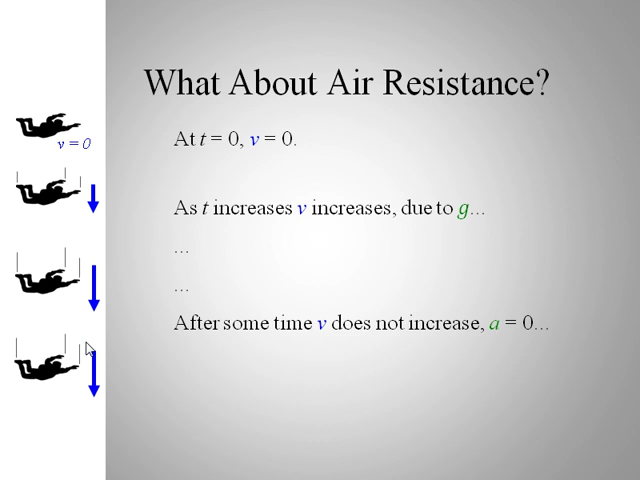 What About Air Resistance?
At t = 0, v = 0.
v = 0
As t increases v increases, due to g...
...
...
After some time v does not increase, a = 0...